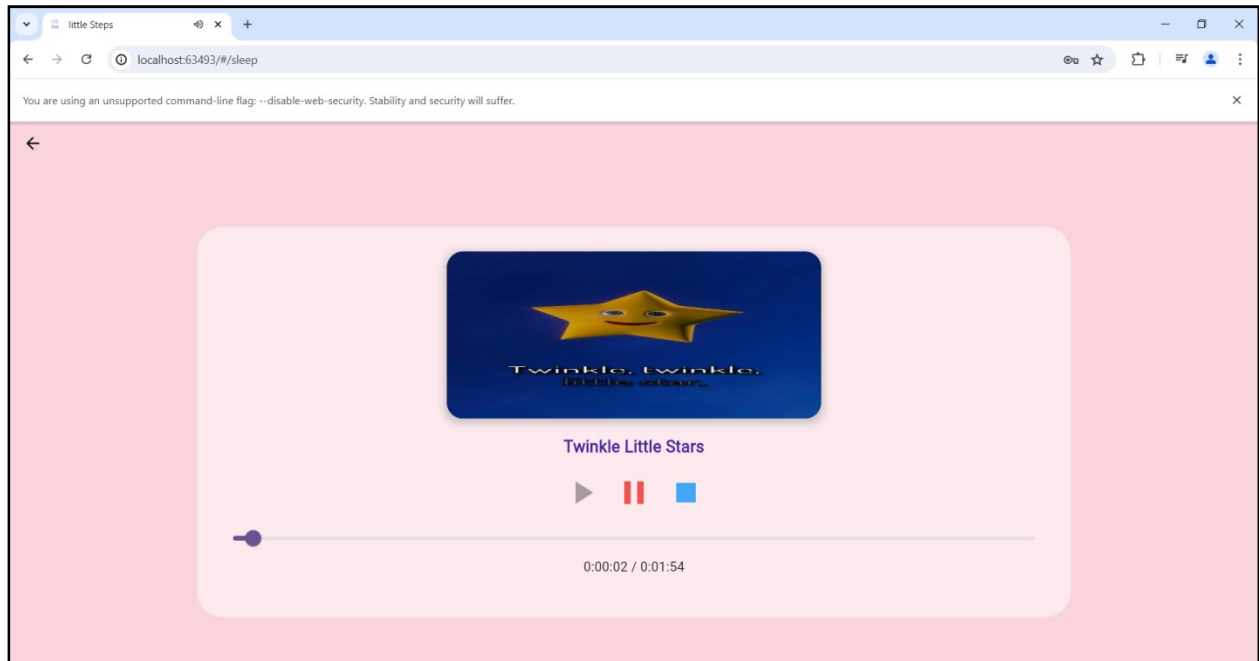 little Steps
localhost:63493/#/sleep
You are using an unsupported command-line flag: --disable-web-security. Stability and security will suffer.
Twinkle, twinkle,
little star,
Twinkle Little Stars
0:00:02 / 0:01:54